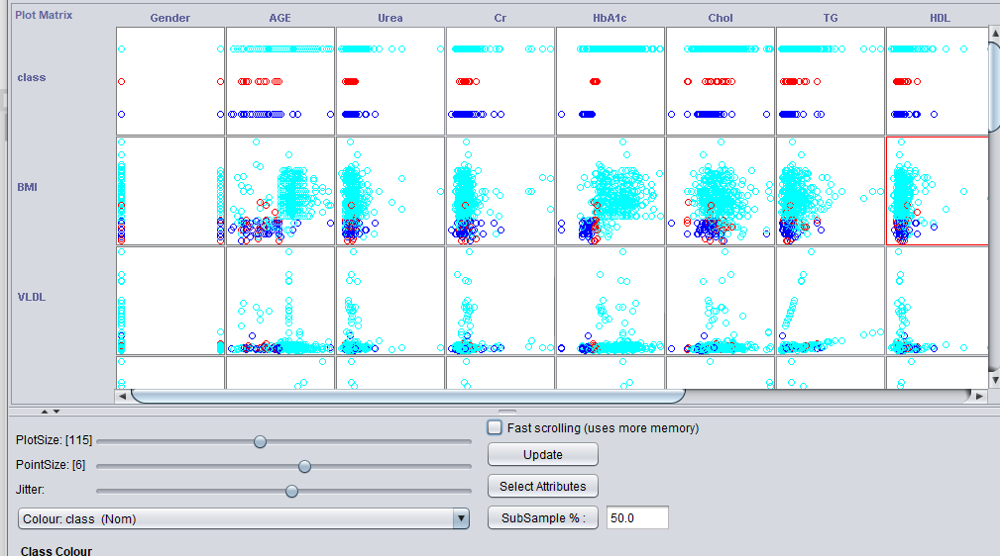 Plot Matrix Gender AGE Urea Cr HbA1c Chol TG HDL
class
BMI
VLDL
PlotSize: [115]
PointSize: [6]
Jitter:
Colour: class (Nom)
Fast scrolling (uses more memory)
Update
Select Attributes
SubSample % : 50.0
Class Colour